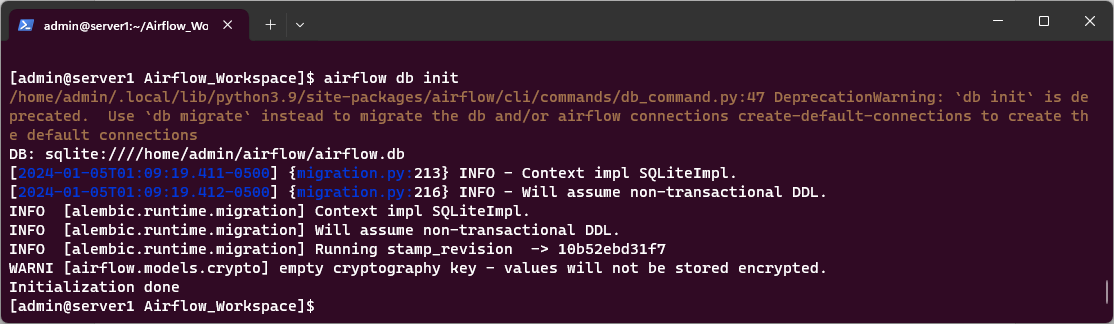 admin@server1:~/Airflow_Wo
[admin@server1 Airflow_Workspace]$ airflow db init
/home/admin/.local/lib/python3.9/site-packages/airflow/cli/commands/db_command.py:47 DeprecationWarning: `db init` is de
precated.  Use `db migrate` instead to migrate the db and/or airflow connections create-default-connections to create th
e default connections
DB: sqlite:////home/admin/airflow/airflow.db
[2024-01-05T01:09:19.411-0500] {migration.py:213} INFO - Context impl SQLiteImpl.
[2024-01-05T01:09:19.412-0500] {migration.py:216} INFO - Will assume non-transactional DDL.
INFO  [alembic.runtime.migration] Context impl SQLiteImpl.
INFO  [alembic.runtime.migration] Will assume non-transactional DDL.
INFO  [alembic.runtime.migration] Running stamp_revision  -> 10b52ebd31f7
WARNI [airflow.models.crypto] empty cryptography key - values will not be stored encrypted.
Initialization done
[admin@server1 Airflow_Workspace]$